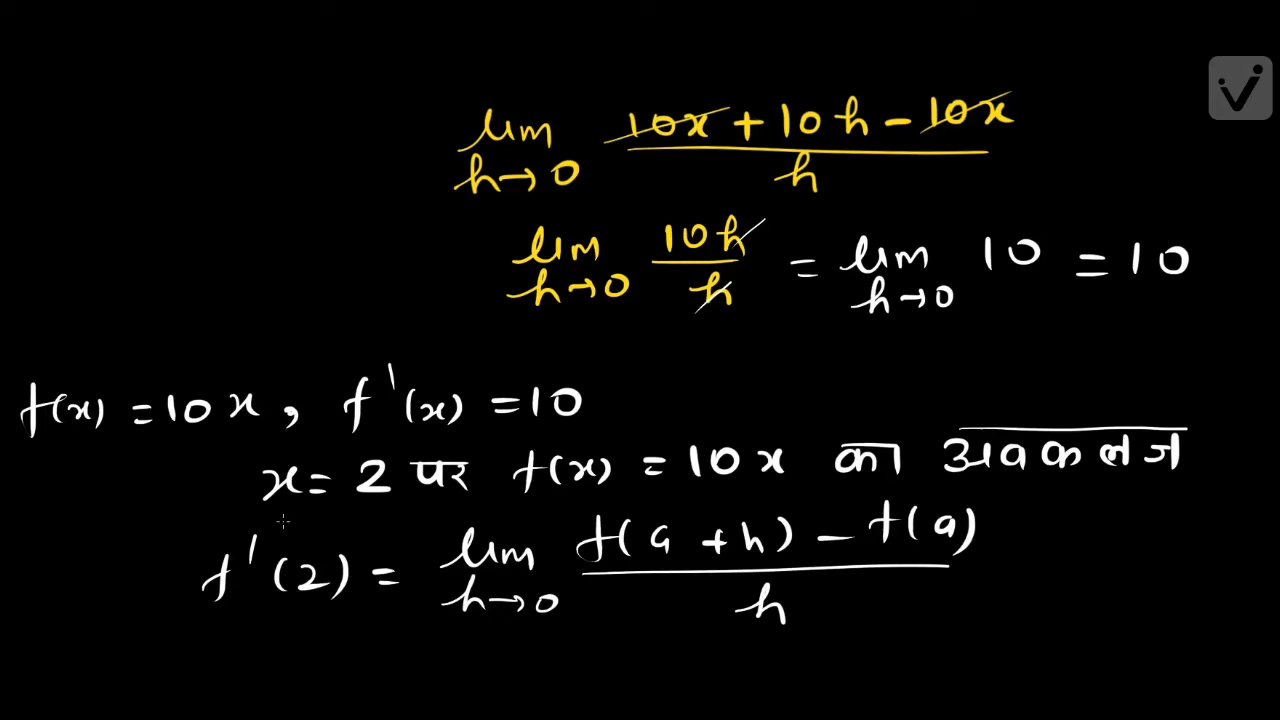 lim h→0 (10x + 10h - 10x)/h
lim h→0 10h/h = lim h→0 10 = 10
f(x) = 10x, f'(x) = 10
x = 2 पर f(x) = 10x का अवकलज
f'(2) = lim h→0 (f(a + h) - f(a))/h